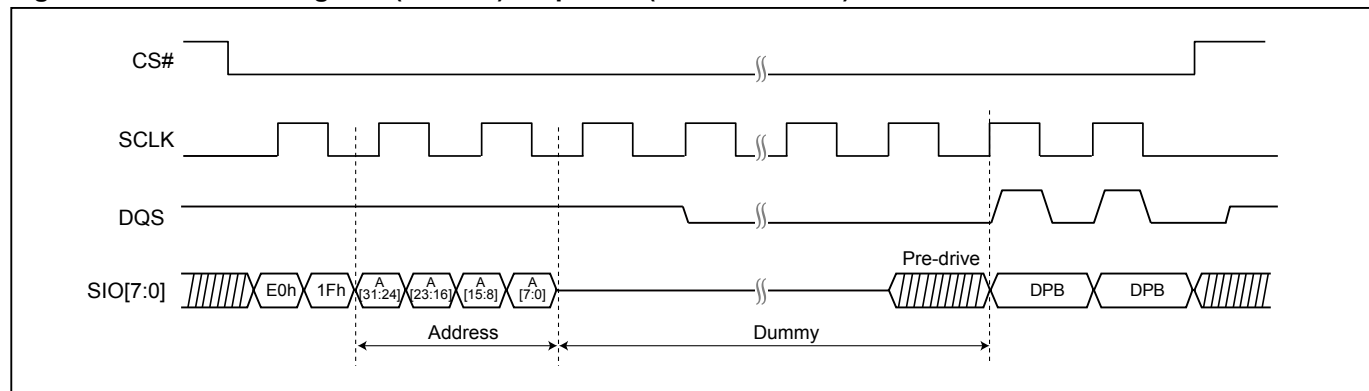 CS#
SCLK
DQS
Pre-drive
SIO[7:0] E0h 1Fh A [31:24] A [23:16] A [15:8] A [7:0] DPB DPB
Address Dummy